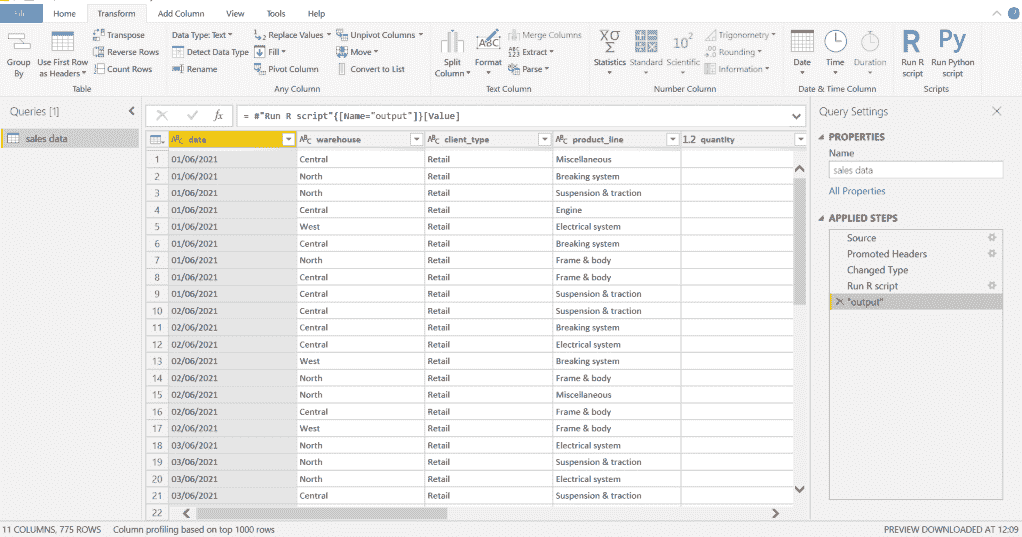 File Home Transform Add Column View Tools Help
Group By
Use First Row as Headers
Transpose
Reverse Rows
Count Rows
Table
Data Type: Text
Detect Data Type
Rename
Replace Values
Fill
Pivot Column
Unpivot Columns
Move
Convert to List
Any Column
Split Column
Format
ABC
Merge Columns
ABC 123 Extract
Parse
Text Column
XΟ Σ
Statistics
Standard
10²
Scientific
Trigonometry
Rounding
Information
Number Column
Date
Time
Duration
Date & Time Column
R
Run R script
Py
Run Python script
Scripts
Queries [1]
sales data
fx
= #"Run R script"{[Name="output"]}[Value]
ABC data ABC warehouse ABC client_type ABC product_line 1.2 quantity
1 01/06/2021 Central Retail Miscellaneous
2 01/06/2021 North Retail Breaking system
3 01/06/2021 North Retail Suspension & traction
4 01/06/2021 Central Retail Engine
5 01/06/2021 West Retail Electrical system
6 01/06/2021 Central Retail Breaking system
7 01/06/2021 North Retail Frame & body
8 01/06/2021 Central Retail Frame & body
9 01/06/2021 Central Retail Suspension & traction
10 02/06/2021 Central Retail Suspension & traction
11 02/06/2021 Central Retail Breaking system
12 02/06/2021 Central Retail Electrical system
13 02/06/2021 West Retail Breaking system
14 02/06/2021 North Retail Frame & body
15 02/06/2021 North Retail Miscellaneous
16 02/06/2021 Central Retail Frame & body
17 02/06/2021 West Retail Frame & body
18 03/06/2021 North Retail Electrical system
19 03/06/2021 North Retail Suspension & traction
20 03/06/2021 North Retail Electrical system
21 03/06/2021 Central Retail Suspension & traction
22
Query Settings
PROPERTIES
Name
sales data
All Properties
APPLIED STEPS
Source
Promoted Headers
Changed Type
Run R script
"output"
11 COLUMNS, 775 ROWS Column profiling based on top 1000 rows
PREVIEW DOWNLOADED AT 12:09